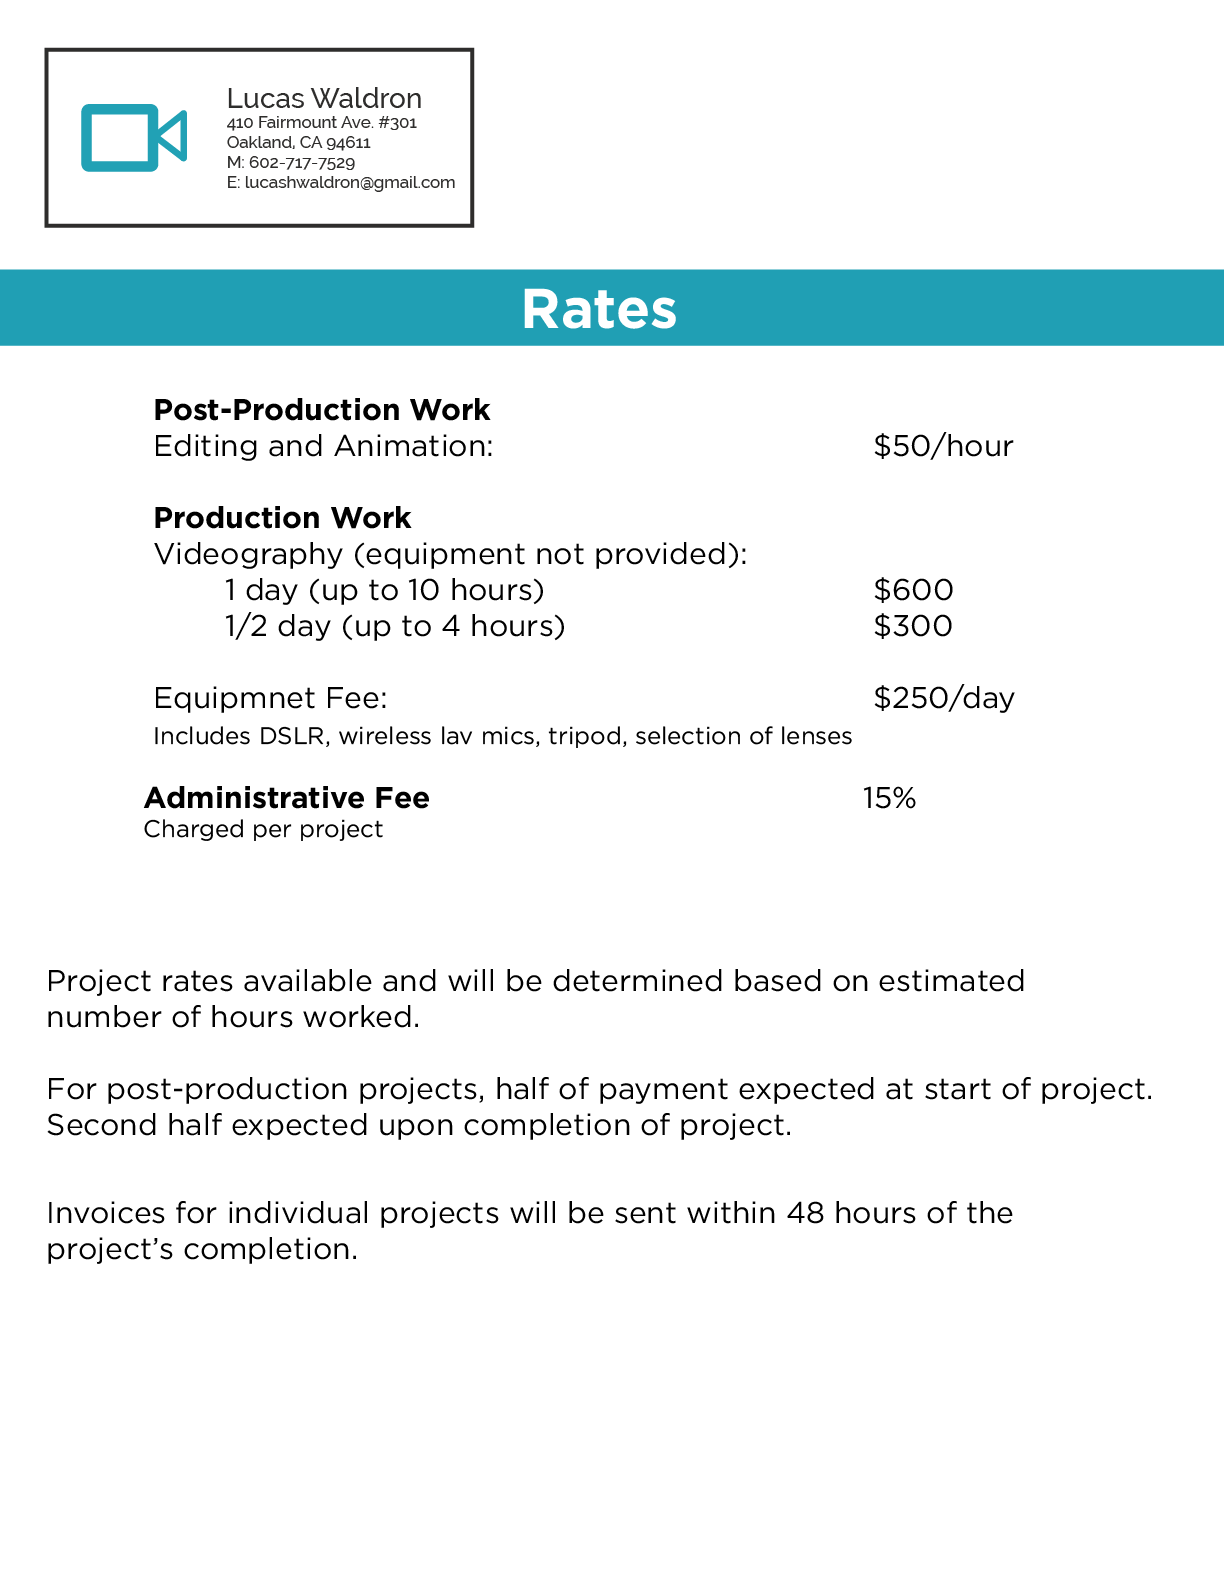 Lucas Waldron
410 Fairmount Ave. #301
Oakland, CA 94611
M: 602-717-7529
E: lucashwaldron@gmail.com
Rates
Post-Production Work
Editing and Animation: $50/hour
Production Work
Videography (equipment not provided):
1 day (up to 10 hours) $600
1/2 day (up to 4 hours) $300
Equipmnet Fee: $250/day
Includes DSLR, wireless lav mics, tripod, selection of lenses
Administrative Fee 15%
Charged per project
Project rates available and will be determined based on estimated
number of hours worked.
For post-production projects, half of payment expected at start of project.
Second half expected upon completion of project.
Invoices for individual projects will be sent within 48 hours of the
project’s completion.